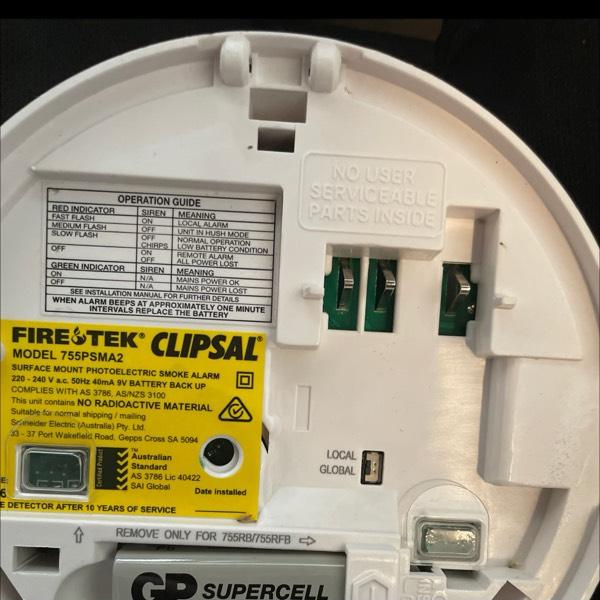 NO USER
SERVICEABLE
PARTS INSIDE
OPERATION GUIDE
RED INDICATOR SIREN MEANING
FAST FLASH ON LOCAL ALARM
MEDIUM FLASH OFF UNIT IN HUSH MODE
SLOW FLASH OFF NORMAL OPERATION
CHIRPS LOW BATTERY CONDITION
OFF ON REMOTE ALARM
OFF ALL POWER LOST
GREEN INDICATOR SIREN MEANING
ON N/A MAINS POWER OK
OFF N/A MAINS POWER LOST
SEE INSTALLATION MANUAL FOR FURTHER DETAILS
WHEN ALARM BEEPS AT APPROXIMATELY ONE MINUTE
INTERVALS REPLACE THE BATTERY
FIRETEK® CLIPSAL®
MODEL 755PSMA2
SURFACE MOUNT PHOTOELECTRIC SMOKE ALARM
220 - 240 V a.c. 50Hz 40mA 9V BATTERY BACK UP
COMPLIES WITH AS 3786, AS/NZS 3100
This unit contains NO RADIOACTIVE MATERIAL
Suitable for normal shipping / mailing
Schneider Electric (Australia) Pty. Ltd.
33 - 37 Port Wakefield Road, Gepps Cross SA 5094
Certified Product
™
Australian
Standard
AS 3786 Lic 40422
SAI Global
Date installed
E DETECTOR AFTER 10 YEARS OF SERVICE
LOCAL
GLOBAL
REMOVE ONLY FOR 755RB/755RFB
GP SUPERCELL